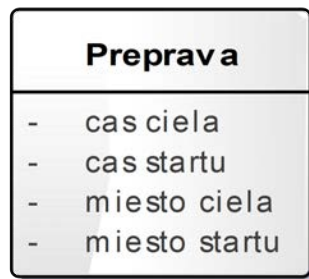 Preprava
- cas ciela
- cas startu
- miesto ciela
- miesto startu